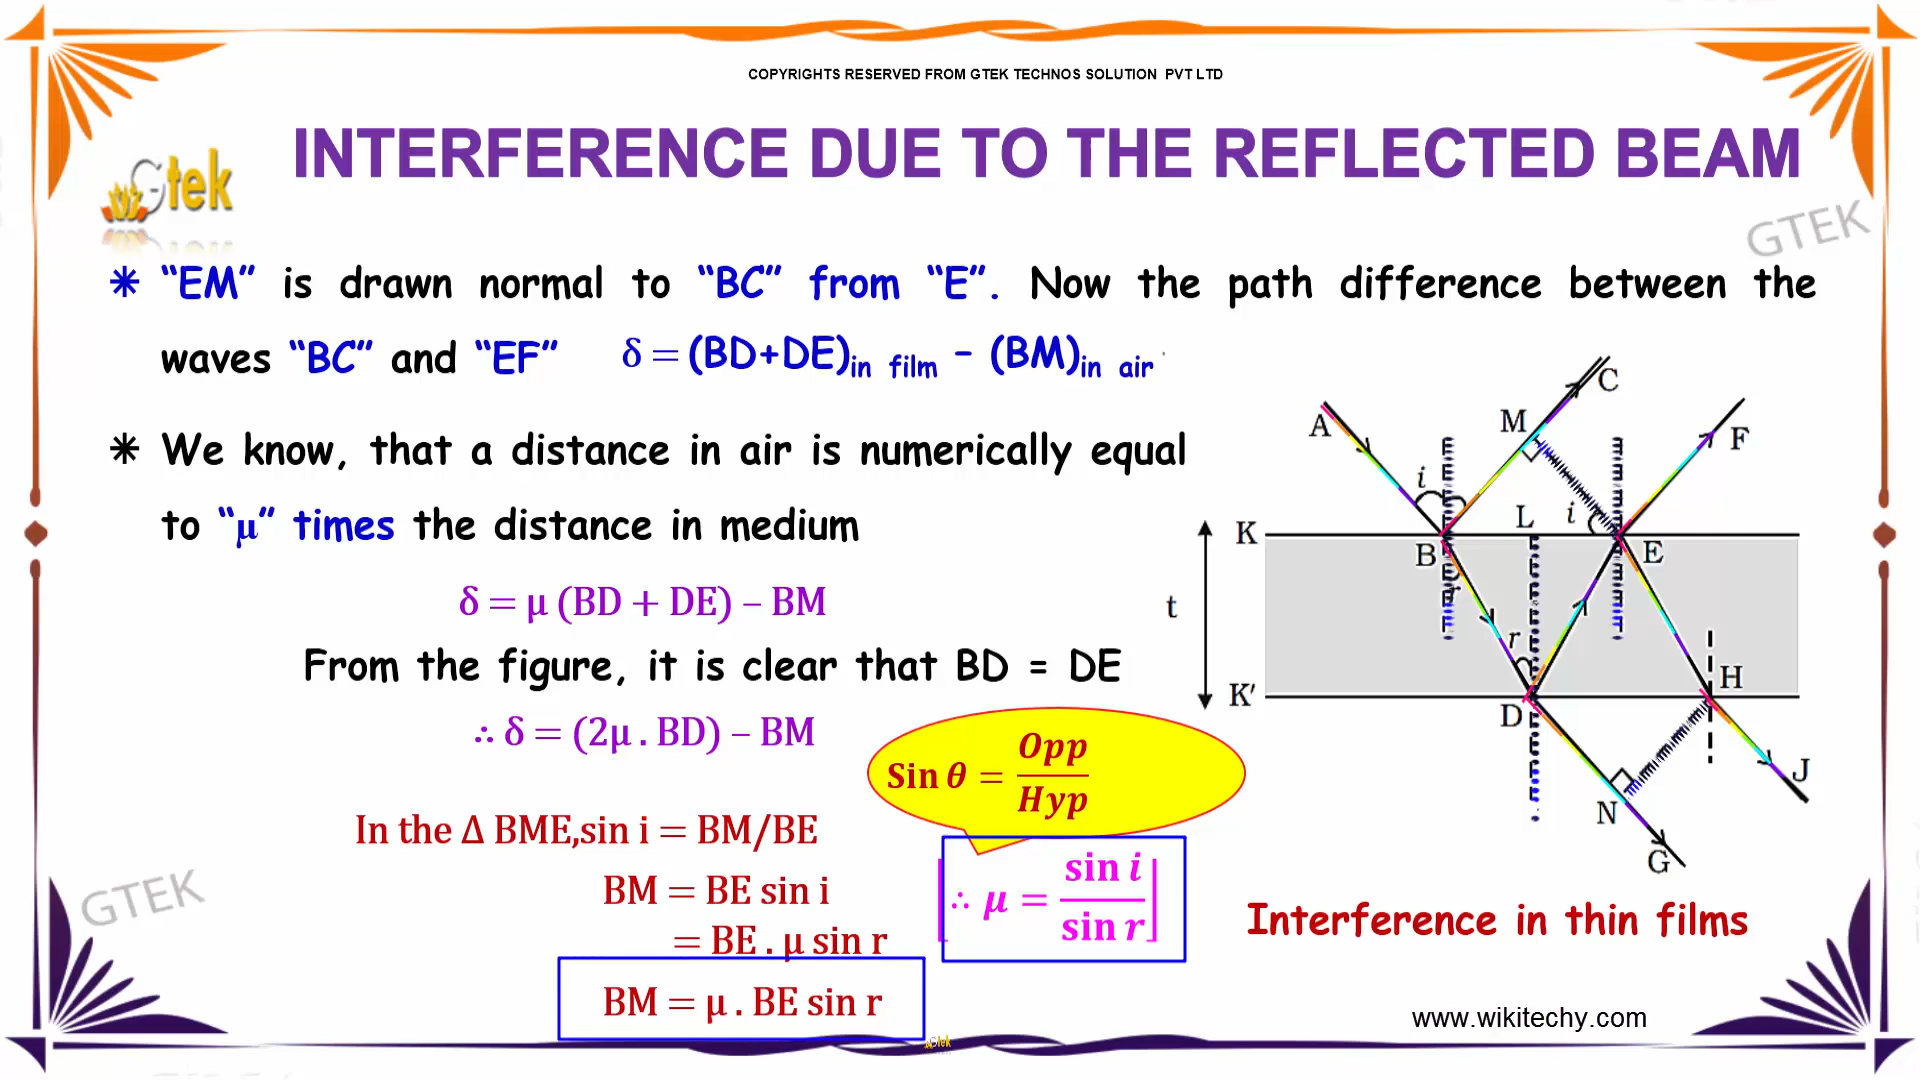 COPYRIGHTS RESERVED FROM GTEK TECHNOS SOLUTION PVT LTD
INTERFERENCE DUE TO THE REFLECTED BEAM
Gtek
GTEK
“EM” is drawn normal to “BC” from “E”. Now the path difference between the
waves “BC” and “EF” δ = (BD+DE)in film – (BM)in air
We know, that a distance in air is numerically equal
to “μ” times the distance in medium
δ = μ (BD + DE) – BM
From the figure, it is clear that BD = DE
∴ δ = (2μ . BD) – BM
Sin θ = Opp/Hyp
In the Δ BME,sin i = BM/BE
BM = BE sin i
= BE . μ sin r
[∴ μ = sin i/sin r]
BM = μ . BE sin r
A
M
C
F
i
L
i
K
B
E
r
t
r
K′
D
H
N
J
G
Interference in thin films
GTEK
www.wikitechy.com
Gtek